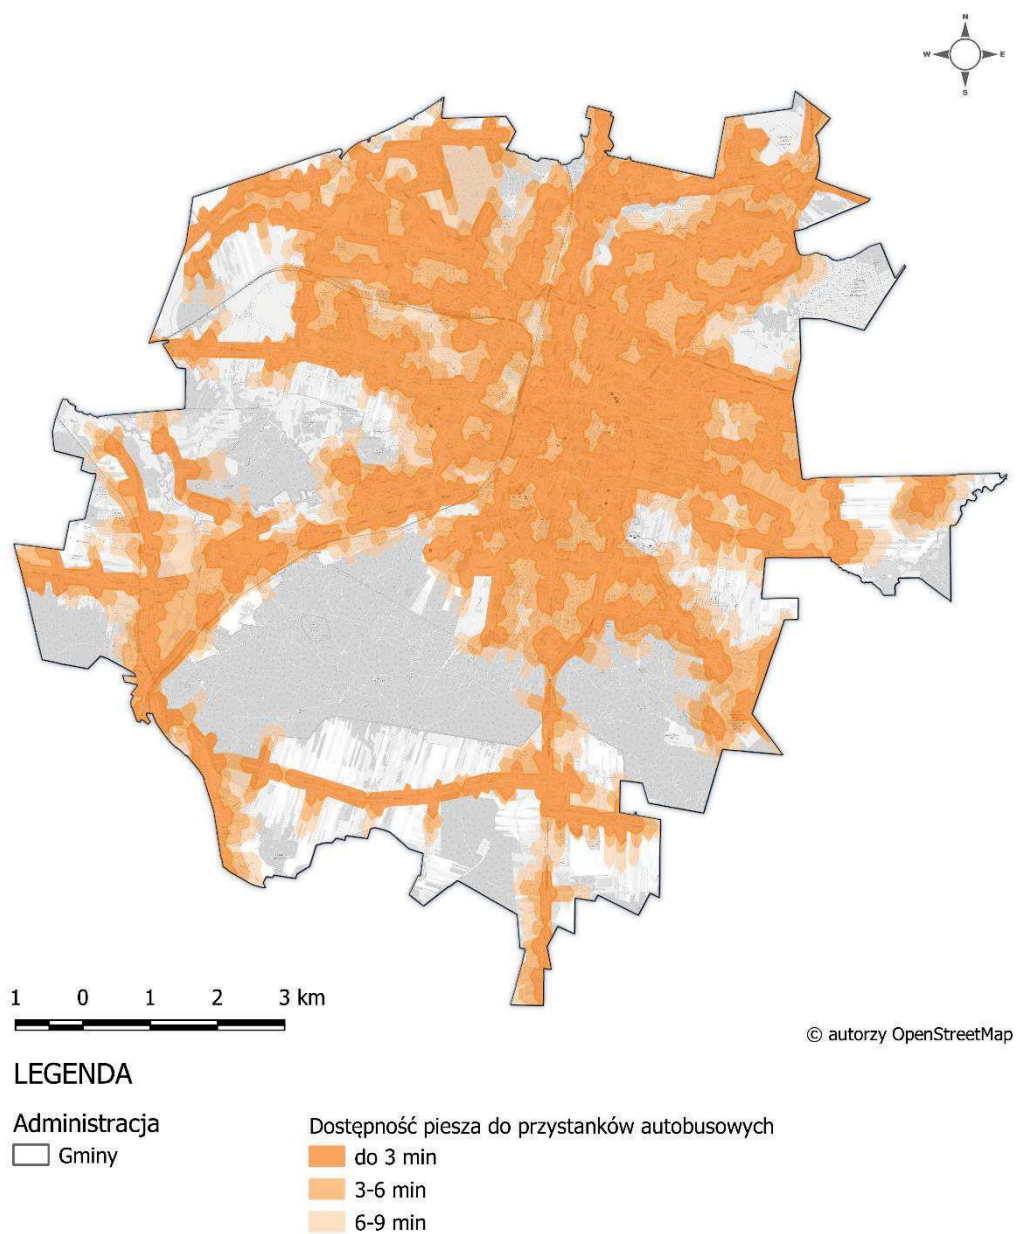 N
W E
S
1 0 1 2 3 km
© autorzy OpenStreetMap
LEGENDA
Administracja
Gminy
Dostępność piesza do przystanków autobusowych
do 3 min
3-6 min
6-9 min